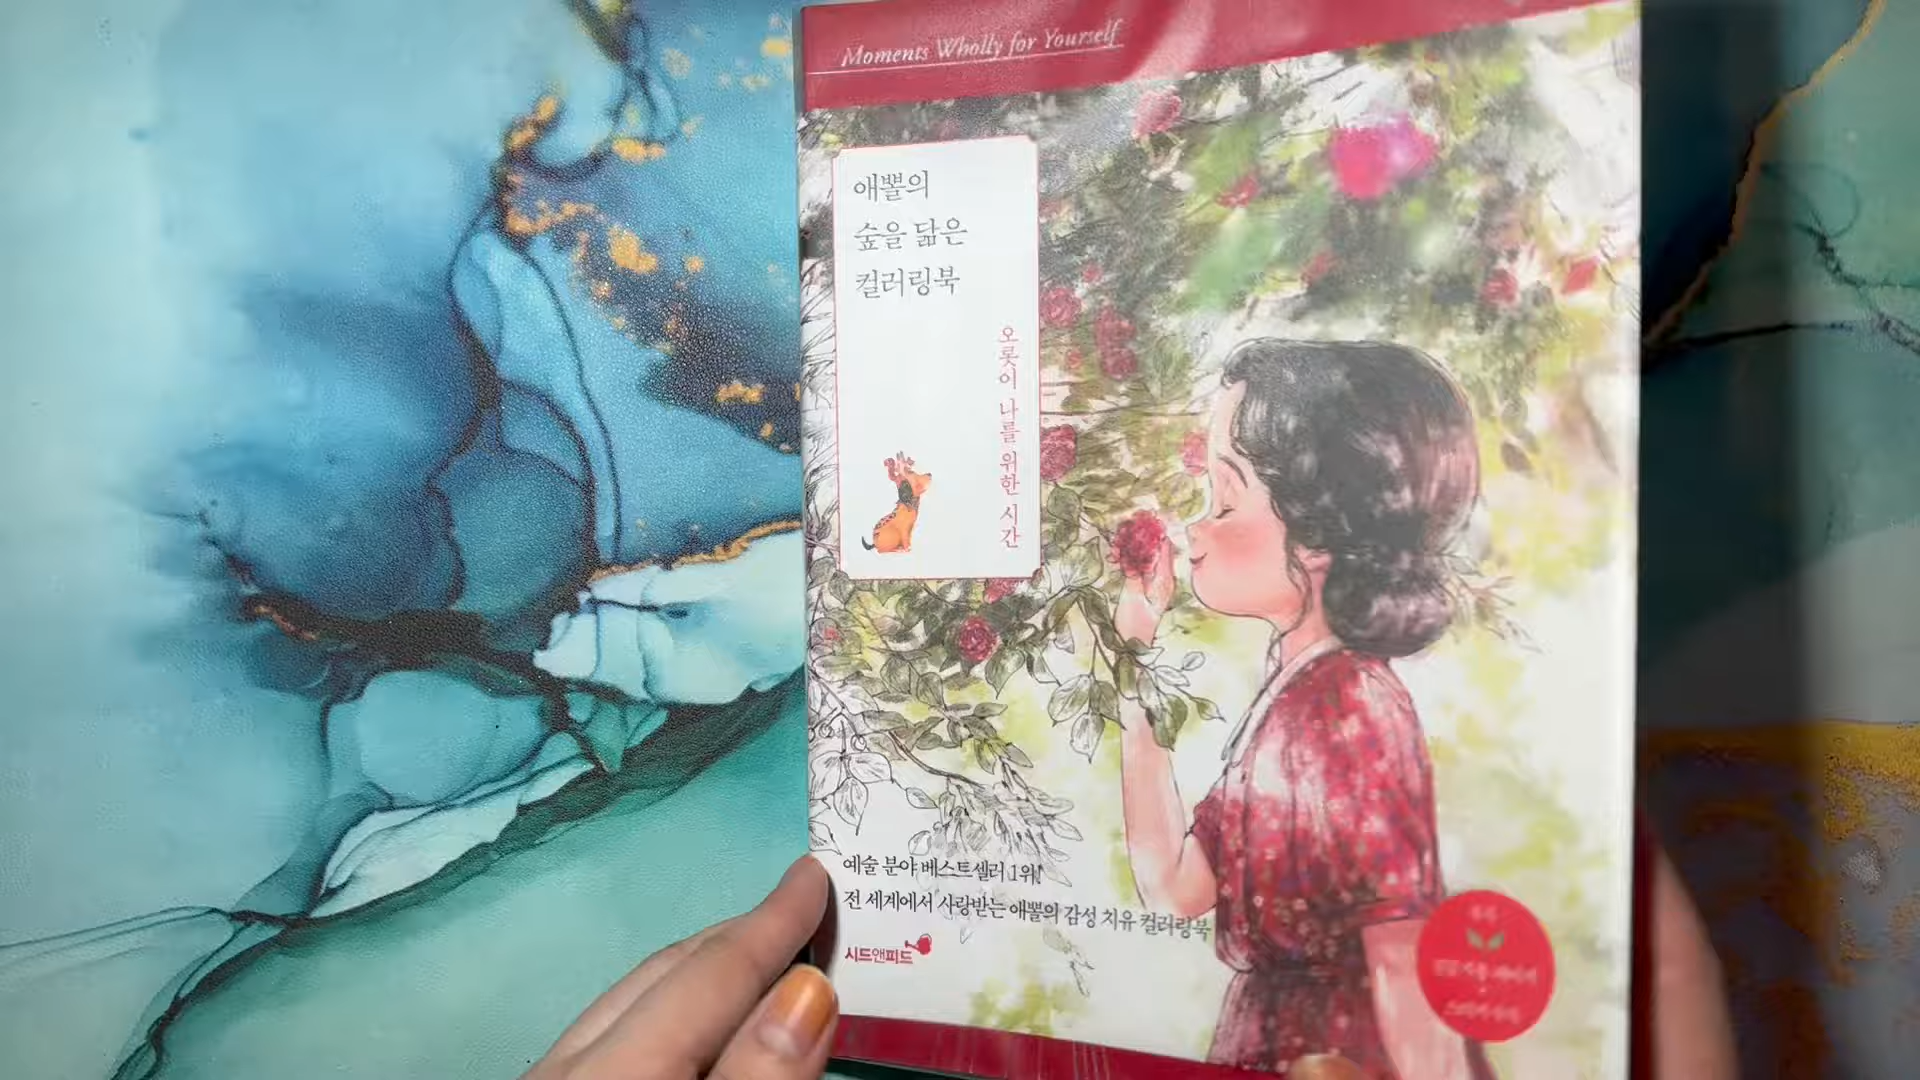 Moments Wholly for Yourself
애뽈의
숲을 닮은
컬러링북
오롯이 나를 위한 시간
예술 분야 베스트셀러 1위!
전 세계에서 사랑받는 애뽈의 감성 치유 컬러링북
시드앤피드